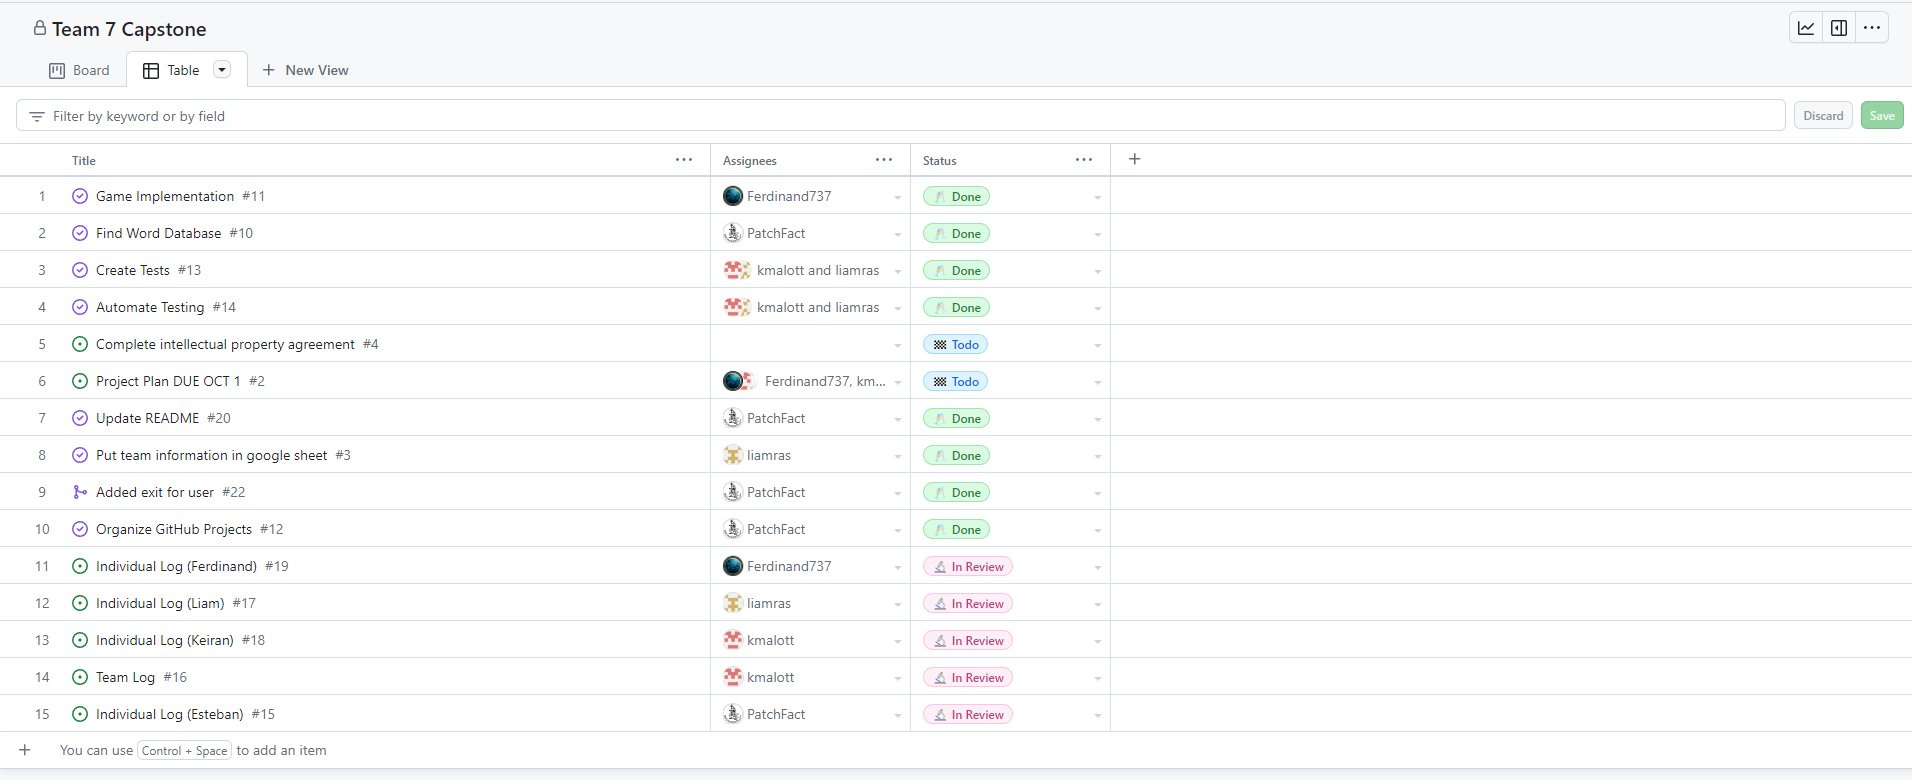 Team 7 Capstone
Board Table New View
Filter by keyword or by field Discard Save
Title Assignees Status
1 Game Implementation #11 Ferdinand737 Done
2 Find Word Database #10 PatchFact Done
3 Create Tests #13 kmalott and liamras Done
4 Automate Testing #14 kmalott and liamras Done
5 Complete intellectual property agreement #4 Todo
6 Project Plan DUE OCT 1 #2 Ferdinand737, km... Todo
7 Update README #20 PatchFact Done
8 Put team information in google sheet #3 liamras Done
9 Added exit for user #22 PatchFact Done
10 Organize GitHub Projects #12 PatchFact Done
11 Individual Log (Ferdinand) #19 Ferdinand737 In Review
12 Individual Log (Liam) #17 liamras In Review
13 Individual Log (Keiran) #18 kmalott In Review
14 Team Log #16 kmalott In Review
15 Individual Log (Esteban) #15 PatchFact In Review
You can use Control + Space to add an item